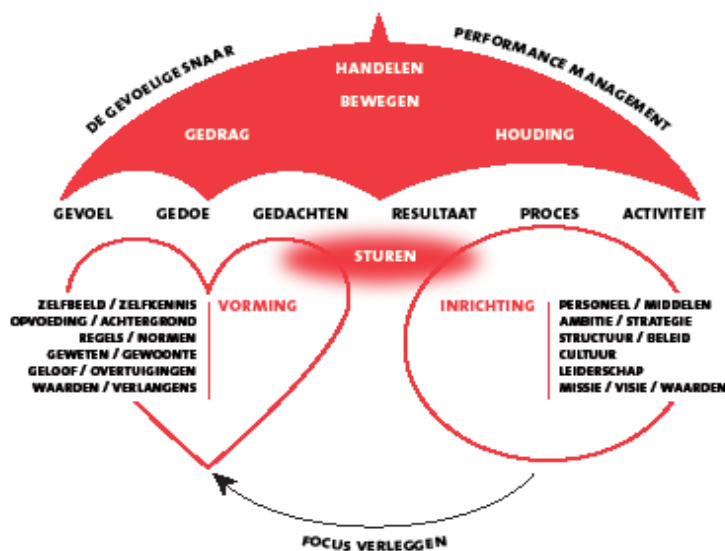 DE GEVOELIGE SNAAR
PERFORMANCE MANAGEMENT
HANDELEN
BEWEGEN
GEDRAG
HOUDING
GEVOEL
GEDOE
GEDACHTEN
RESULTAAT
PROCES
ACTIVITEIT
STUREN
ZELFBEELD / ZELFKENNIS
OPVOEDING / ACHTERGROND
REGELS / NORMEN
GEWETEN / GEWOONTE
GELOOF / OVERTUIGINGEN
WAARDEN / VERLANGENS
VORMING
INRICHTING
PERSONEEL / MIDDELEN
AMBITIE / STRATEGIE
STRUCTUUR / BELEID
CULTUUR
LEIDERSCHAP
MISSIE / VISIE / WAARDEN
FOCUS VERLEGGEN